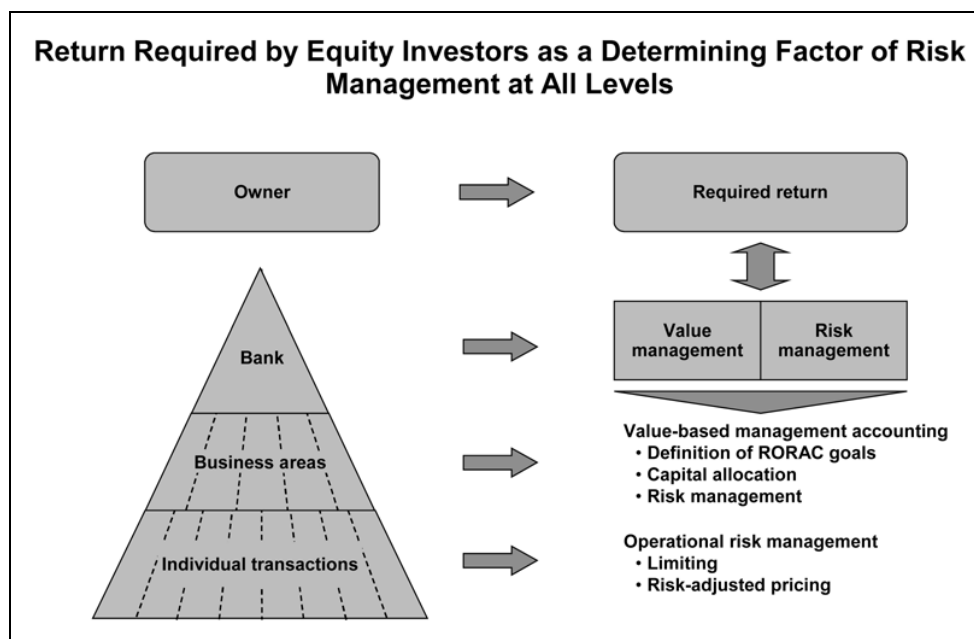 Return Required by Equity Investors as a Determining Factor of Risk
Management at All Levels
Owner
Required return
Bank
Value
management
Risk
management
Business areas
Value-based management accounting
• Definition of RORAC goals
• Capital allocation
• Risk management
Individual transactions
Operational risk management
• Limiting
• Risk-adjusted pricing